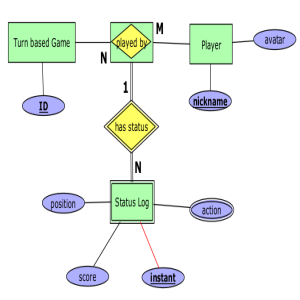 Turn based Game
played by
Player
avatar
N
M
ID
nickname
1
has status
N
position
Status Log
action
score
instant